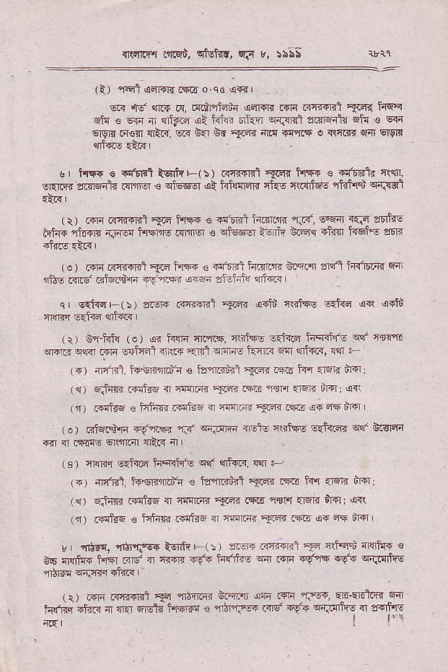 বাংলাদেশ গেজেট, অতিরিক্ত, জুন ৮, ১৯৯৯ ২৮২৭
(ই) পল্লী এলাকার ক্ষেত্রে ০.৭৫ একর।
তবে শর্ত থাকে যে, মেট্রোপলিটন এলাকার কোন বেসরকারী স্কুলের নিজস্ব
জমি ও ভবন না থাকিলে এই বিধির চাহিদা অনুযায়ী প্রয়োজনীয় জমি ও ভবন
ভাড়ায় নেওয়া যাইবে, তবে উহা উক্ত স্কুলের নামে কমপক্ষে ৩ বৎসরের জন্য ভাড়ায়
থাকিতে হইবে।
৬। শিক্ষক ও কর্মচারী ইত্যাদি।—(১) বেসরকারী স্কুলের শিক্ষক ও কর্মচারীর সংখ্যা,
তাহাদের প্রয়োজনীয় যোগ্যতা ও অভিজ্ঞতা এই বিধিমালার সহিত সংযোজিত পরিশিষ্ট অনুযায়ী
হইবে।
(২) কোন বেসরকারী স্কুলে শিক্ষক ও কর্মচারী নিয়োগের পূর্বে, তজ্জন্য বহুল প্রচারিত
দৈনিক পত্রিকায় ন্যূনতম শিক্ষাগত যোগ্যতা ও অভিজ্ঞতা ইত্যাদি উল্লেখ করিয়া বিজ্ঞপ্তি প্রচার
করিতে হইবে।
(৩) কোন বেসরকারী স্কুলে শিক্ষক ও কর্মচারী নিয়োগের উদ্দেশ্যে প্রার্থী নির্বাচনের জন্য
গঠিত বোর্ডে রেজিষ্ট্রেশন কর্তৃপক্ষের একজন প্রতিনিধি থাকিবে।
৭। তহবিল।—(১) প্রত্যেক বেসরকারী স্কুলের একটি সংরক্ষিত তহবিল এবং একটি
সাধারণ তহবিল থাকিবে।
(২) উপ-বিধি (৩) এর বিধান সাপেক্ষে, সংরক্ষিত তহবিলে নিম্নবর্ণিত অর্থ সঞ্চয়পত্র
আকারে অথবা কোন তফসিলী ব্যাংকে স্থায়ী আমানত হিসাবে জমা থাকিবে, যথা ঃ—
(ক) নার্সারী, কিন্ডারগার্টেন ও প্রিপারেটরী স্কুলের ক্ষেত্রে বিশ হাজার টাকা;
(খ) জুনিয়র কেমব্রিজ বা সমমানের স্কুলের ক্ষেত্রে পঞ্চাশ হাজার টাকা; এবং
(গ) কেমব্রিজ ও সিনিয়র কেমব্রিজ বা সমমানের স্কুলের ক্ষেত্রে এক লক্ষ টাকা।
(৩) রেজিষ্ট্রেশন কর্তৃপক্ষের পূর্ব অনুমোদন ব্যতীত সংরক্ষিত তহবিলের অর্থ উত্তোলন
করা বা ক্ষেত্রমত ভাংগানো যাইবে না।
(৪) সাধারণ তহবিলে নিম্নবর্ণিত অর্থ থাকিবে, যথা ঃ—
(ক) নার্সারী, কিন্ডারগার্টেন ও প্রিপারেটরী স্কুলের ক্ষেত্রে বিশ হাজার টাকা;
(খ) জুনিয়র কেমব্রিজ বা সমমানের স্কুলের ক্ষেত্রে পঞ্চাশ হাজার টাকা; এবং
(গ) কেমব্রিজ ও সিনিয়র কেমব্রিজ বা সমমানের স্কুলের ক্ষেত্রে এক লক্ষ টাকা।
৮। পাঠক্রম, পাঠ্যপুস্তক ইত্যাদি।—(১) প্রত্যেক বেসরকারী স্কুল সংশ্লিষ্ট মাধ্যমিক ও
উচ্চ মাধ্যমিক শিক্ষা বোর্ড বা সরকার কর্তৃক নির্ধারিত অন্য কোন কর্তৃপক্ষ কর্তৃক অনুমোদিত
পাঠ্যক্রম অনুসরণ করিবে।
(২) কোন বেসরকারী স্কুল পাঠদানের উদ্দেশ্যে এমন কোন পুস্তক, ছাত্র-ছাত্রীদের জন্য
নির্ধারণ করিবে না যাহা জাতীয় শিক্ষাক্রম ও পাঠ্যপুস্তক বোর্ড কর্তৃক অনুমোদিত বা প্রকাশিত
নহে।